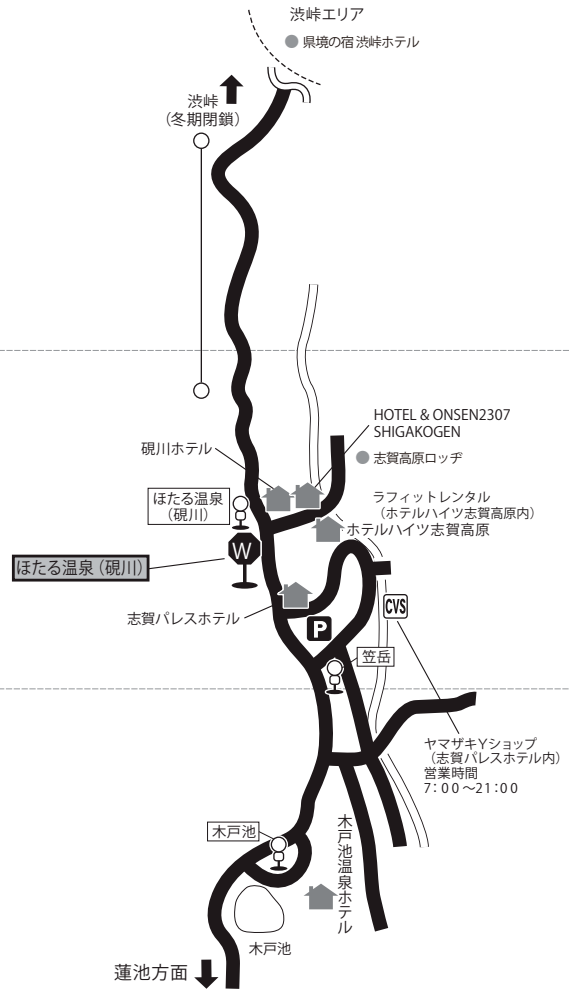 渋峠エリア
県境の宿 渋峠ホテル
渋峠
（冬期閉鎖）
HOTEL & ONSEN2307
SHIGAKOGEN
硯川ホテル
志賀高原ロッヂ
ほたる温泉
（硯川）
ラフィットレンタル
（ホテルハイツ志賀高原内）
ホテルハイツ志賀高原
W
ほたる温泉（硯川）
CVS
志賀パレスホテル
P
笠岳
ヤマザキYショップ
（志賀パレスホテル内）
営業時間
7：00～21：00
木戸池
木戸池温泉ホテル
木戸池
蓮池方面